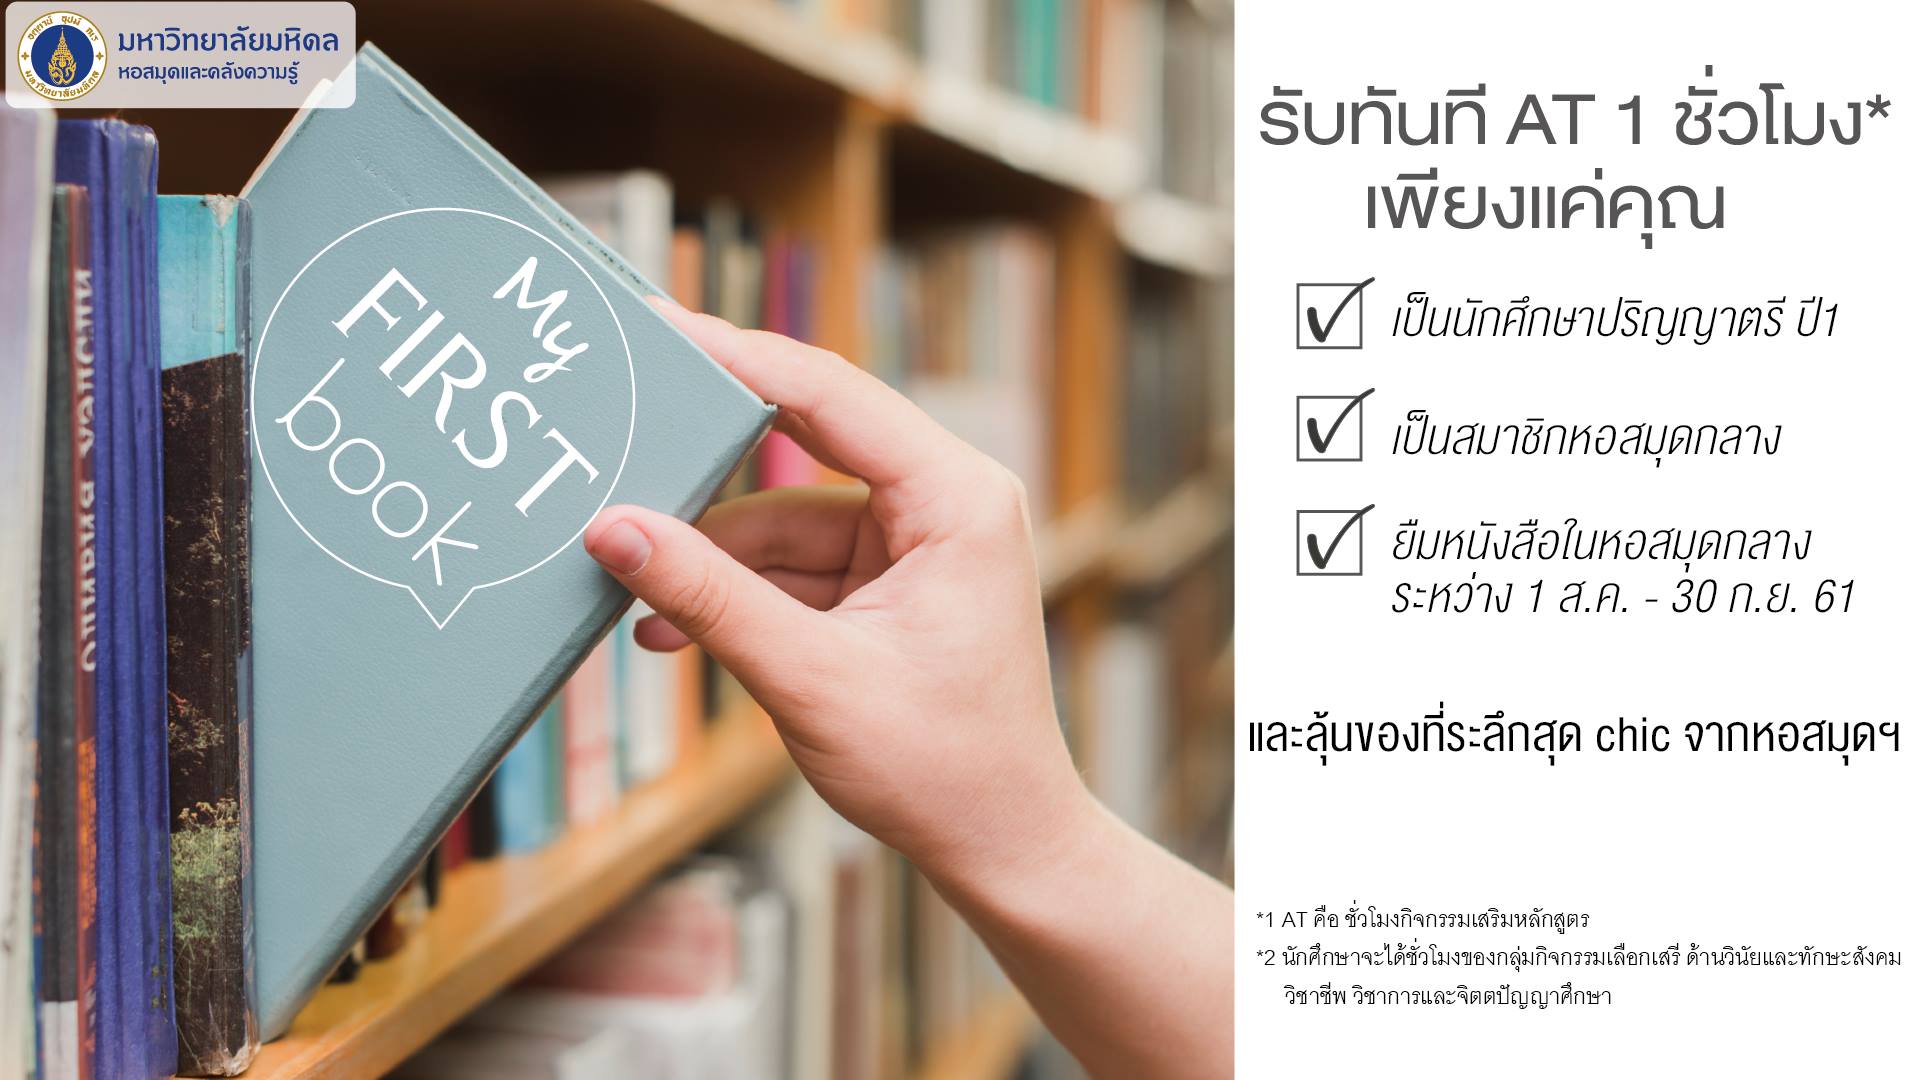 มหาวิทยาลัยมหิดล
หอสมุดและคลังความรู้
My
FIRST
book
รับทันที AT 1 ชั่วโมง*
เพียงแค่คุณ
เป็นนักศึกษาปริญญาตรี ปี1
เป็นสมาชิกหอสมุดกลาง
ยืมหนังสือในหอสมุดกลาง
ระหว่าง 1 ส.ค. - 30 ก.ย. 61
และลุ้นของที่ระลึกสุด chic จากหอสมุดฯ
*1 AT คือ ชั่วโมงกิจกรรมเสริมหลักสูตร
*2 นักศึกษาจะได้ชั่วโมงของกลุ่มกิจกรรมเลือกเสรี ด้านวินัยและทักษะสังคม
วิชาชีพ วิชาการและจิตตปัญญาศึกษา